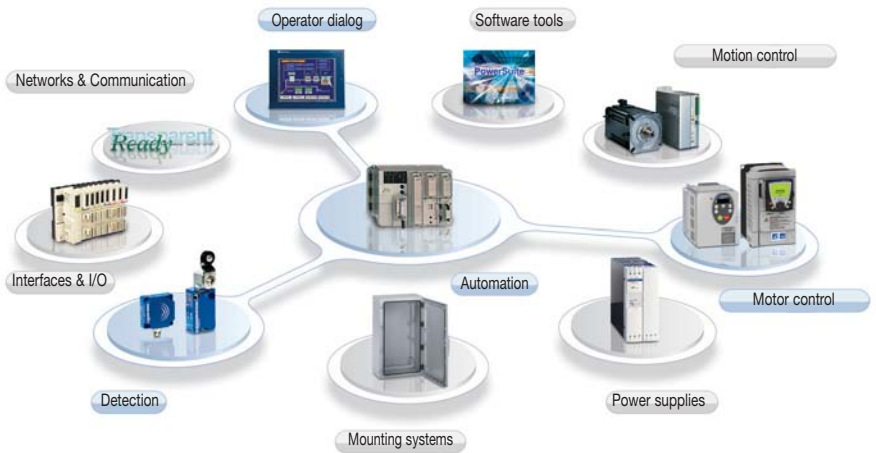 Operator dialog
Software tools
Motion control
Networks & Communication
PowerSuite
Transparent
Ready
Interfaces & I/O
Automation
Motor control
Detection
Power supplies
Mounting systems